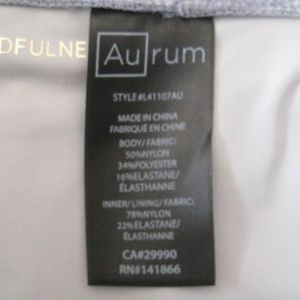 DFULNE
Aurum
STYLE#L41107AU
MADE IN CHINA
FABRIQUÉ EN CHINE
BODY/ FABRIC:
50%NYLON
34%POLYESTER
16%ELASTANE/
ÉLASTHANNE
INNER/ LINING/ FABRIC:
78%NYLON
22%ELASTANE/
ÉLASTHANNE
CA#29990
RN#141866